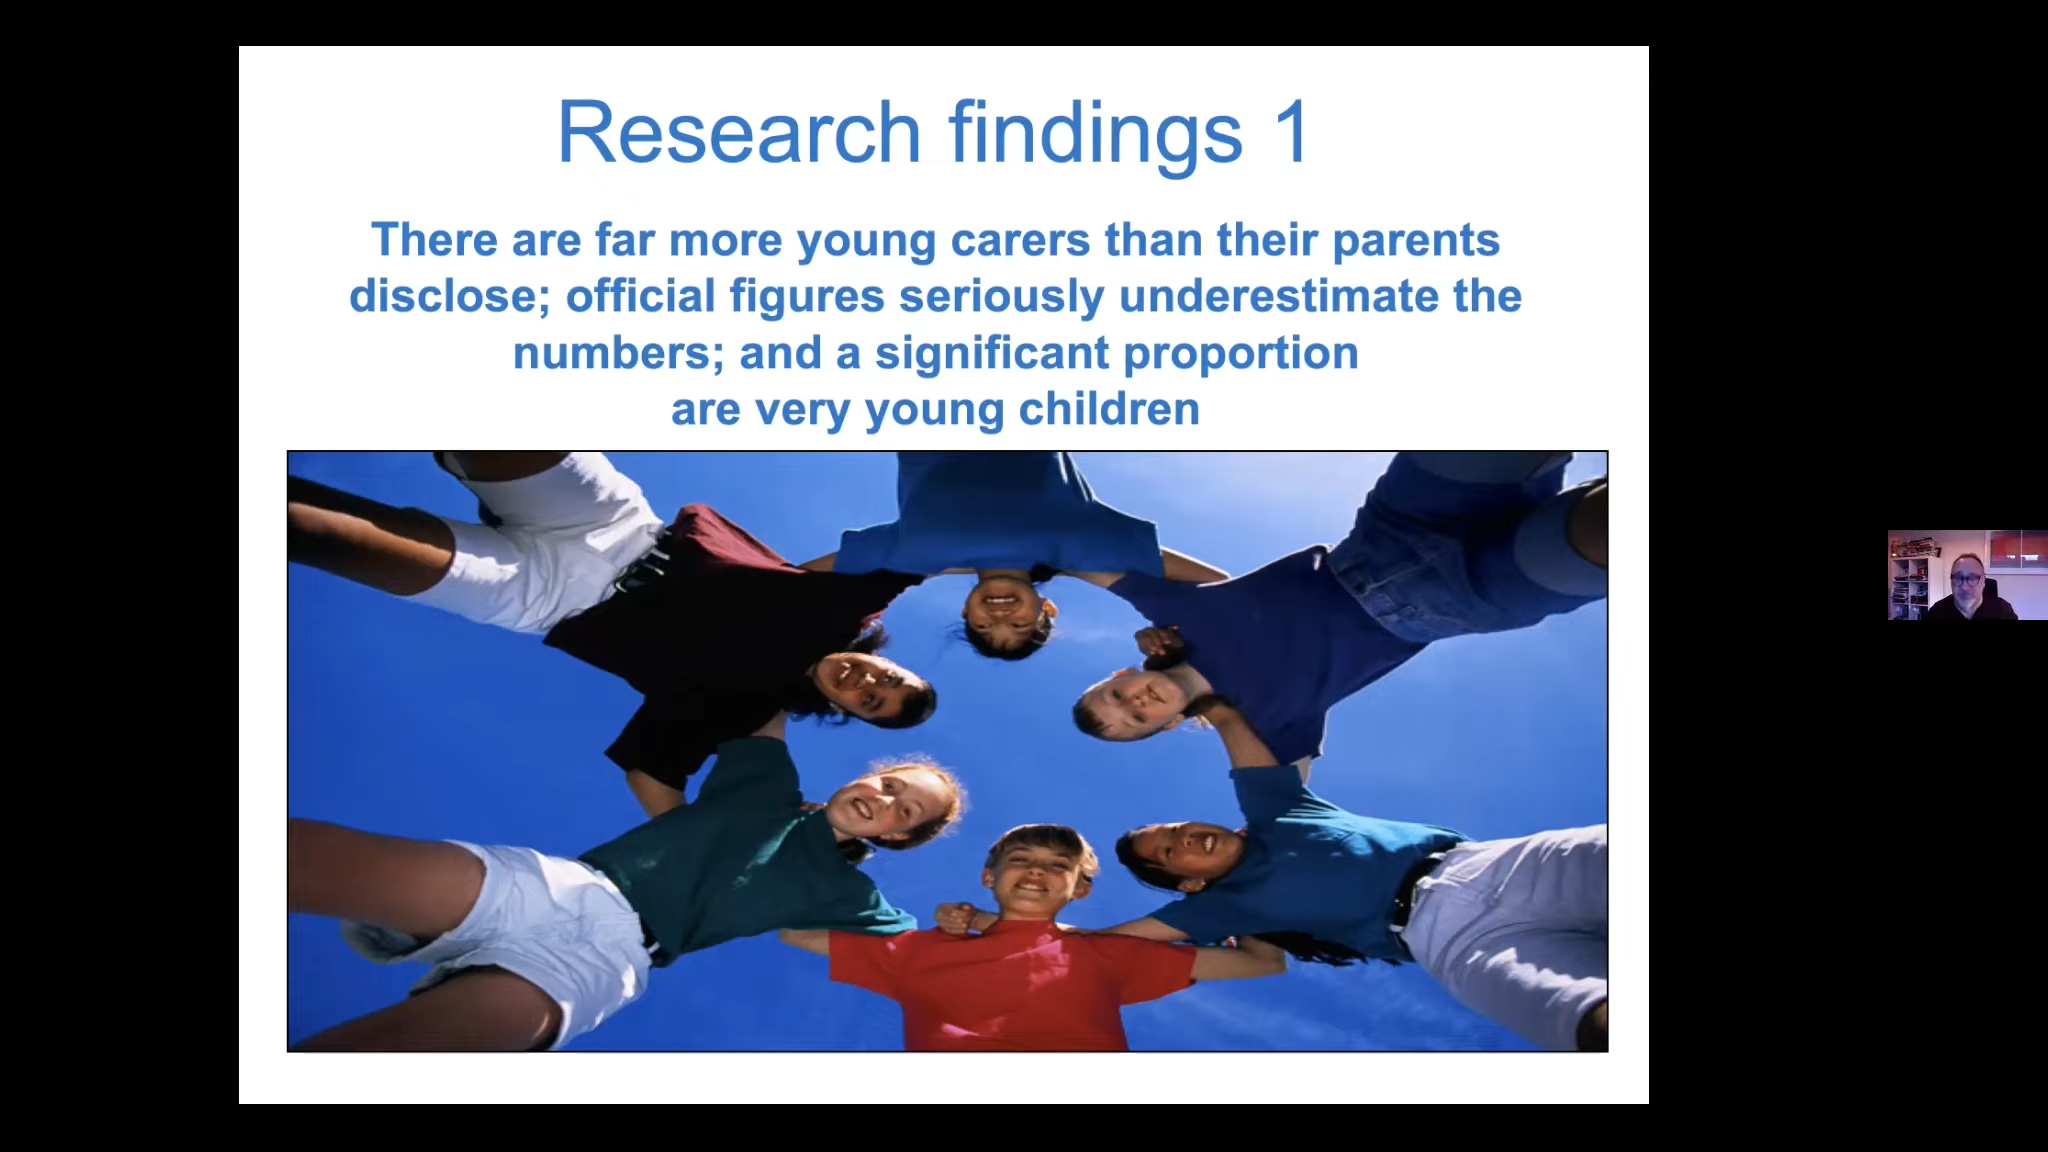 Research findings 1
There are far more young carers than their parents
disclose; official figures seriously underestimate the
numbers; and a significant proportion
are very young children